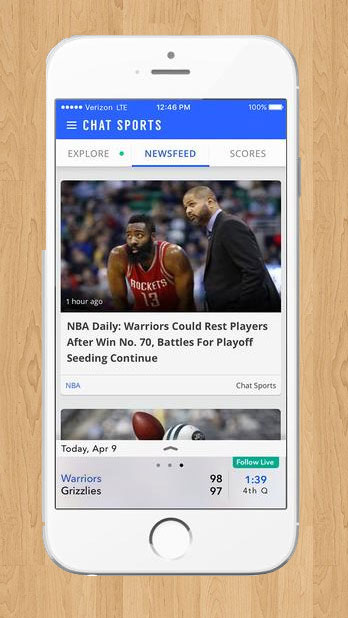 Verizon LTE 12:46 PM 100%
CHAT SPORTS
EXPLORE NEWSFEED SCORES
ROCKETS
13
1 hour ago
NBA Daily: Warriors Could Rest Players
After Win No. 70, Battles For Playoff
Seeding Continue
NBA Chat Sports
Today, Apr 9
Follow Live
Warriors 98 1:39
Grizzlies 97 4th Q